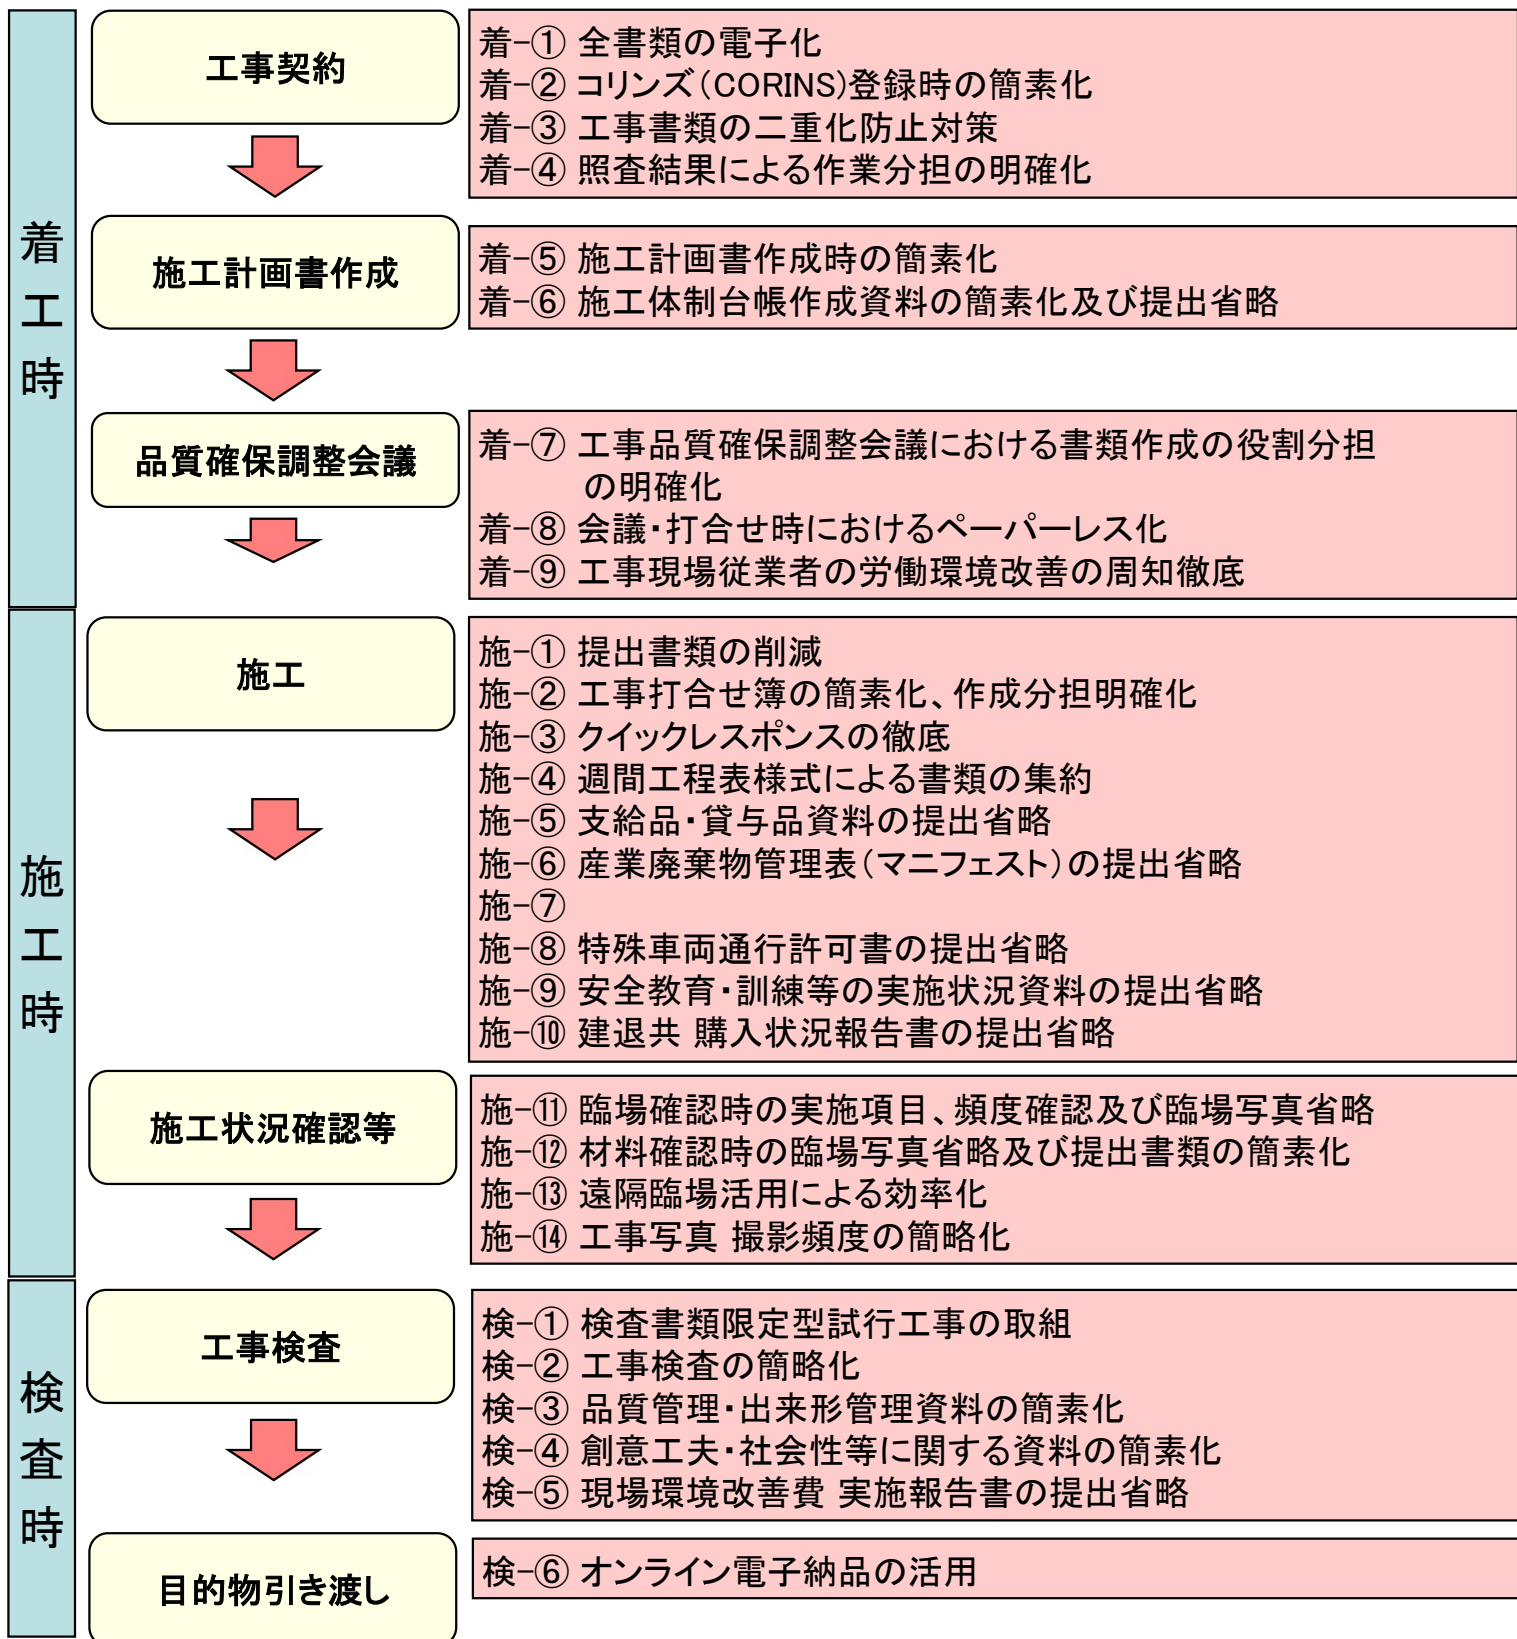 着工時
工事契約
着-① 全書類の電子化
着-② コリンズ(CORINS)登録時の簡素化
着-③ 工事書類の二重化防止対策
着-④ 照査結果による作業分担の明確化
施工計画書作成
着-⑤ 施工計画書作成時の簡素化
着-⑥ 施工体制台帳作成資料の簡素化及び提出省略
品質確保調整会議
着-⑦ 工事品質確保調整会議における書類作成の役割分担
の明確化
着-⑧ 会議・打合せ時におけるペーパーレス化
着-⑨ 工事現場従業者の労働環境改善の周知徹底
施工時
施工
施-① 提出書類の削減
施-② 工事打合せ簿の簡素化、作成分担明確化
施-③ クイックレスポンスの徹底
施-④ 週間工程表様式による書類の集約
施-⑤ 支給品・貸与品資料の提出省略
施-⑥ 産業廃棄物管理表(マニフェスト)の提出省略
施-⑦
施-⑧ 特殊車両通行許可書の提出省略
施-⑨ 安全教育・訓練等の実施状況資料の提出省略
施-⑩ 建退共 購入状況報告書の提出省略
施工状況確認等
施-⑪ 臨場確認時の実施項目、頻度確認及び臨場写真省略
施-⑫ 材料確認時の臨場写真省略及び提出書類の簡素化
施-⑬ 遠隔臨場活用による効率化
施-⑭ 工事写真 撮影頻度の簡略化
検査時
工事検査
検-① 検査書類限定型試行工事の取組
検-② 工事検査の簡略化
検-③ 品質管理・出来形管理資料の簡素化
検-④ 創意工夫・社会性等に関する資料の簡素化
検-⑤ 現場環境改善費 実施報告書の提出省略
目的物引き渡し
検-⑥ オンライン電子納品の活用